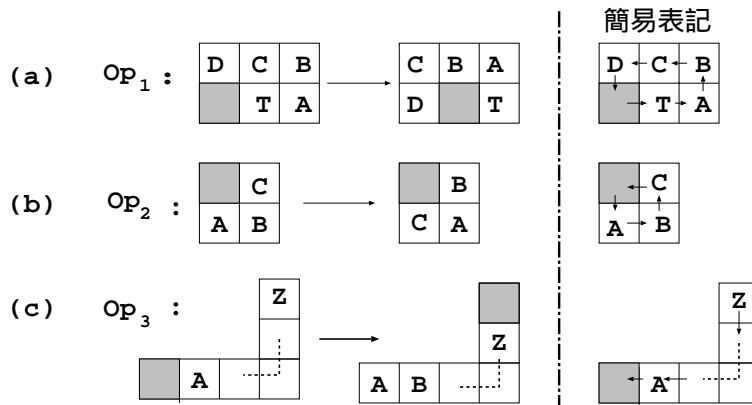 簡易表記
(a) Op1 : D C B C B A D C B
T A D T T A
(b) Op2 : C B C
A B C A A B
(c) Op3 : Z Z
Z
A A B A